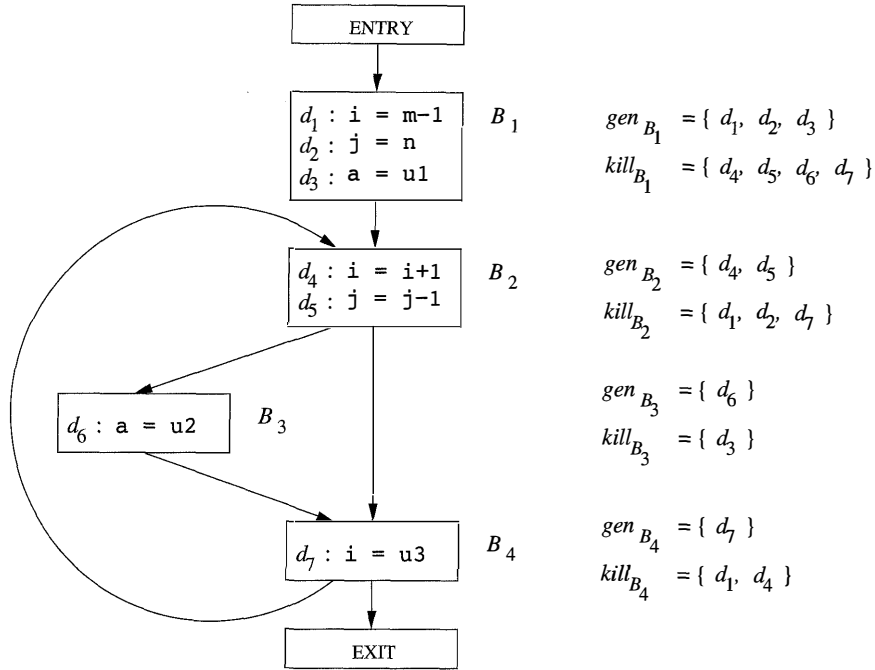 ENTRY
d1 : i = m−1
d2 : j = n
d3 : a = u1
B1
gen B1 = { d1, d2, d3 }
kill B1 = { d4, d5, d6, d7 }
d4 : i = i+1
d5 : j = j−1
B2
gen B2 = { d4, d5 }
kill B2 = { d1, d2, d7 }
d6 : a = u2
B3
gen B3 = { d6 }
kill B3 = { d3 }
d7 : i = u3
B4
gen B4 = { d7 }
kill B4 = { d1, d4 }
EXIT